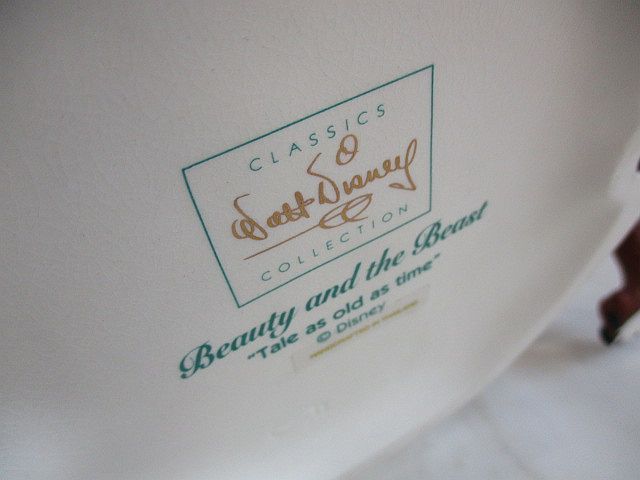 CLASSICS
Walt Disney
COLLECTION
Beauty and the Beast
"Tale as old as time"
© Disney